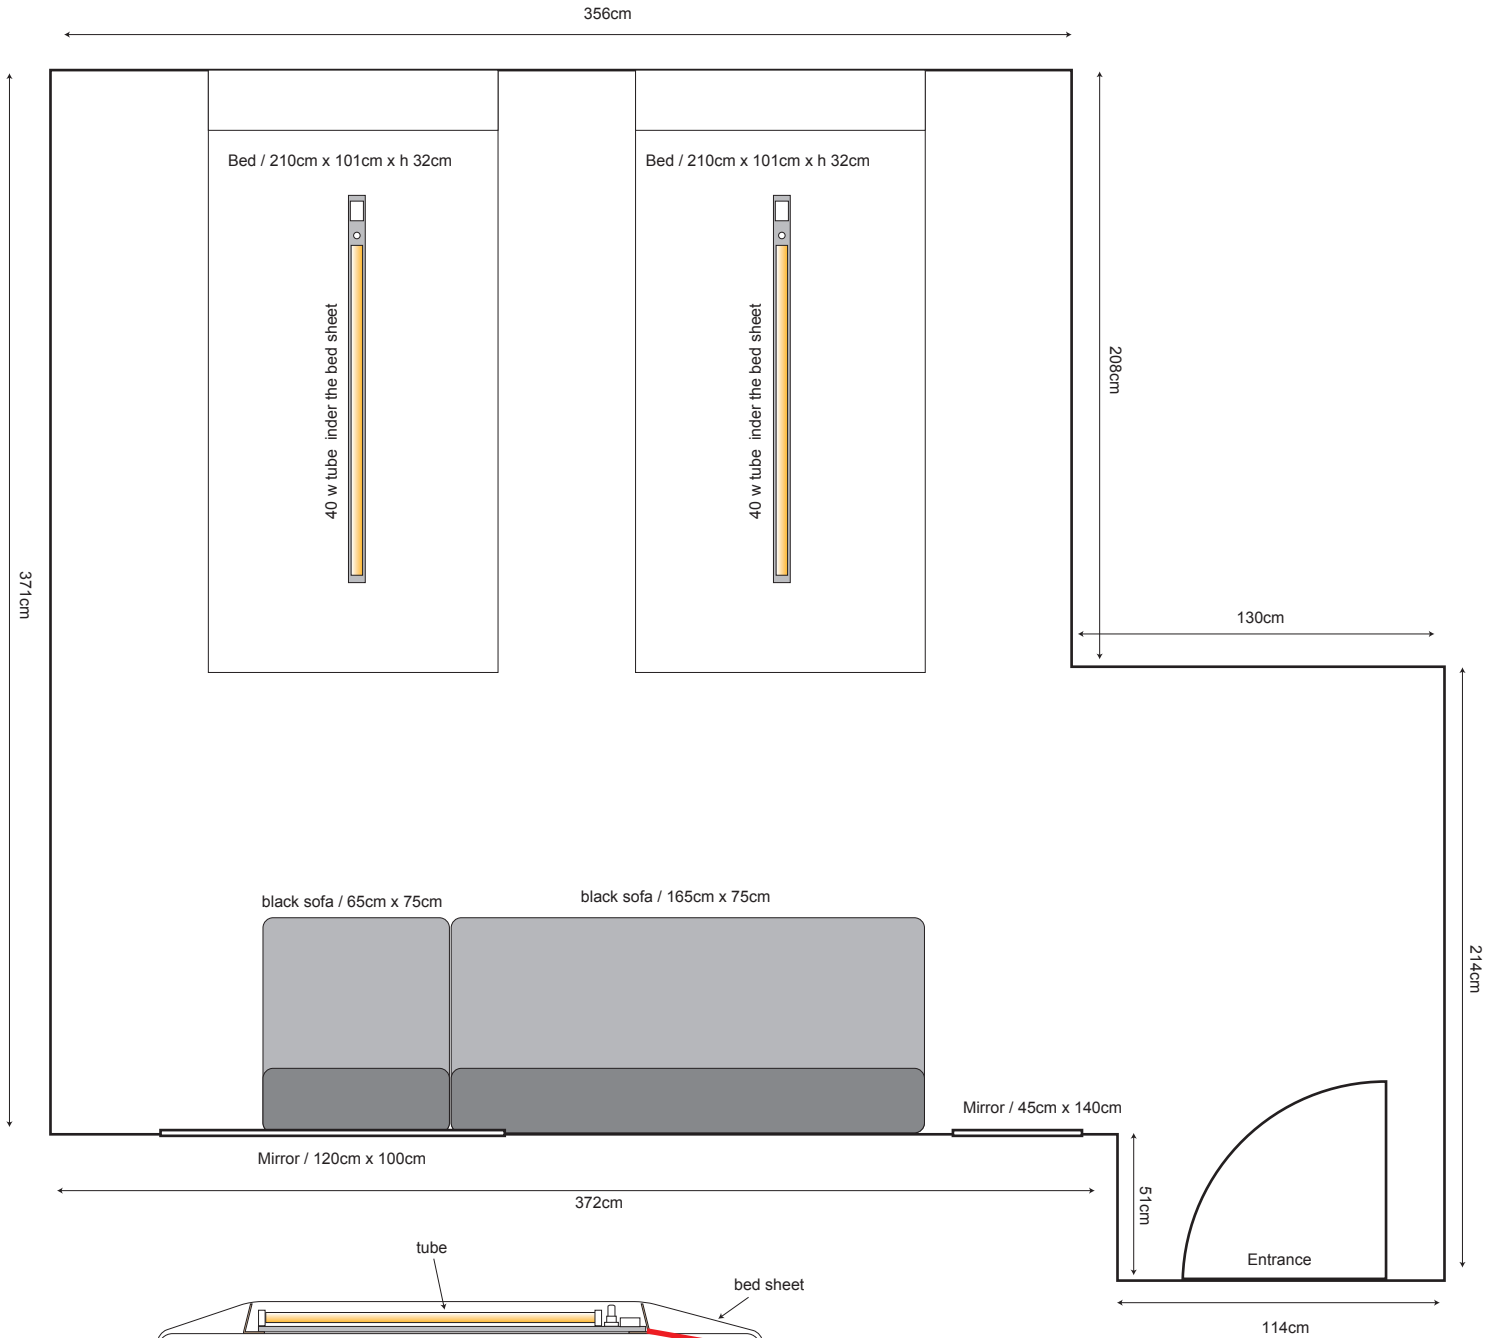 356cm
Bed / 210cm x 101cm x h 32cm
Bed / 210cm x 101cm x h 32cm
40 w tube inder the bed sheet
40 w tube inder the bed sheet
208cm
371cm
130cm
black sofa / 65cm x 75cm
black sofa / 165cm x 75cm
214cm
Mirror / 45cm x 140cm
Mirror / 120cm x 100cm
372cm
51cm
Entrance
tube
bed sheet
114cm